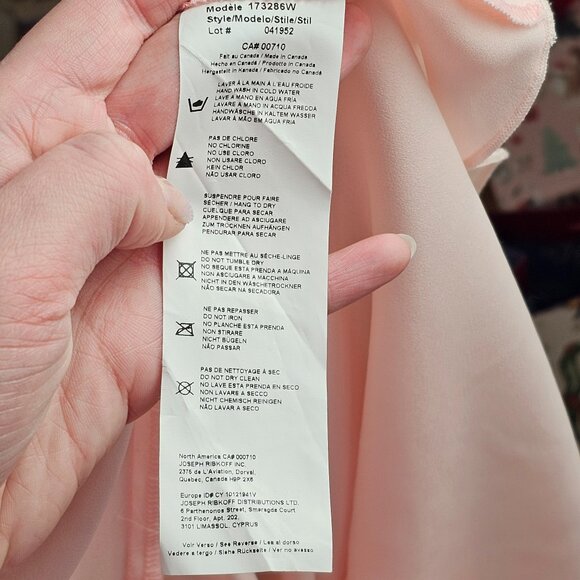 Modèle 173286W
Style/Modelo/Stile/Stil
Lot # 041952
CA# 00710
Fait au Canada / Made in Canada
Hecho en Canada / Prodotto in Canada
Hergestellt in Kanada / Fabricado no Canadá
LAVER À LA MAIN À L'EAU FROIDE
HAND WASH IN COLD WATER
LAVE A MANO EN AGUA FRIA
LAVARE A MANO IN ACQUA FREDDA
HANDWÄSCHE IN KALTEM WASSER
LAVAR À MÃO EM ÁGUA FRIA
PAS DE CHLORE
NO CHLORINE
NO USE CLORO
NON USARE CLORO
KEIN CHLOR
NÃO USAR CLORO
SUSPENDRE POUR FAIRE
SÉCHER / HANG TO DRY
CUELGUE PARA SECAR
APPENDERE AD ASCIUGARE
ZUM TROCKNEN AUFHÄNGEN
PENDURAR PARA SECAR
NE PAS METTRE AU SÈCHE-LINGE
DO NOT TUMBLE DRY
NO SEQUE ESTA PRENDA A MÁQUINA
NON ASCIUGARE A MACCHINA
NICHT IN DEN WÄSCHETROCKNER
NÃO SECAR NA SECADORA
NE PAS REPASSER
DO NOT IRON
NO PLANCHE ESTA PRENDA
NON STIRARE
NICHT BÜGELN
NÃO PASSAR
PAS DE NETTOYAGE À SEC
DO NOT DRY CLEAN
NO LAVE ESTA PRENDA EN SECO
NON LAVARE A SECCO
NICHT CHEMISCH REINIGEN
NÃO LAVAR A SECO
North America CA# 000710
JOSEPH RIBKOFF INC.
2375 de L'Aviation, Dorval,
Quebec, Canada H9P 2X6
Europe ID# CY 10121941V
JOSEPH RIBKOFF DISTRIBUTIONS LTD.
6 Parthenonos Street, Smaragda Court
2nd Floor, Apt. 202,
3101 LIMASSOL, CYPRUS
Voir Verso / See Reverse / Lea al dorso
Vedere a tergo / Siehe Rückseite / Ver no avesso